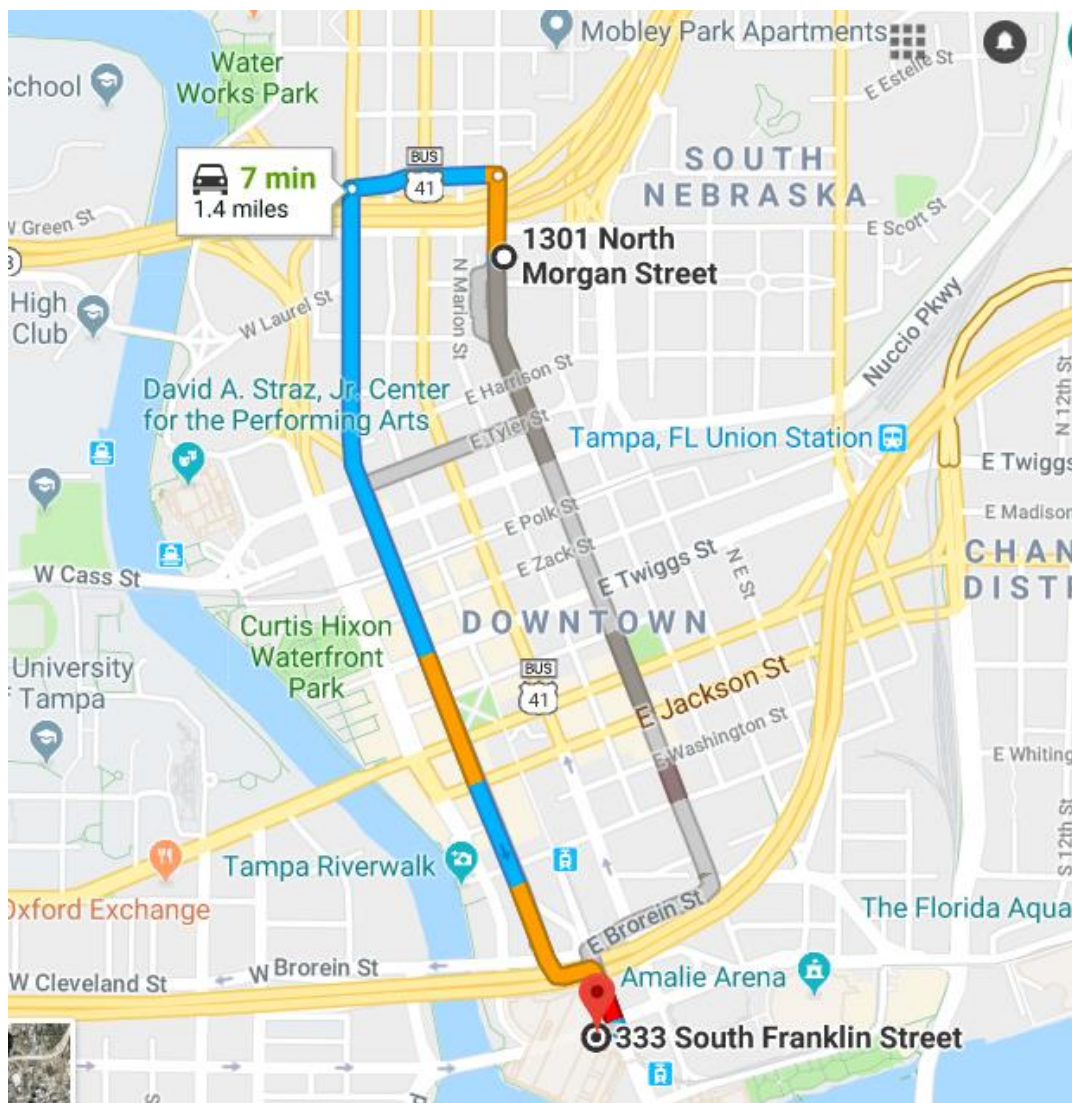 Mobley Park Apartments
School
Water
Works Park
E Estelle St
SOUTH
NEBRASKA
BUS
41
7 min
1.4 miles
W Green St
E Scott St
1301 North
Morgan Street
N Marion St
High
Club
W Laurel St
Nuccio Pkwy
E Harrison St
David A. Straz, Jr. Center
for the Performing Arts
E Tyler St
Tampa, FL Union Station
N 12th St
E Twiggs
E Polk St
E Madison
E Zack St
E Twiggs St
N E St
CHAN
DISTR
W Cass St
DOWNTOWN
Curtis Hixon
Waterfront
Park
University
f Tampa
BUS
41
E Jackson St
E Washington St
E Whiting
S 12th St
Tampa Riverwalk
Oxford Exchange
The Florida Aqua
E Brorein St
W Brorein St
W Cleveland St
Amalie Arena
333 South Franklin Street